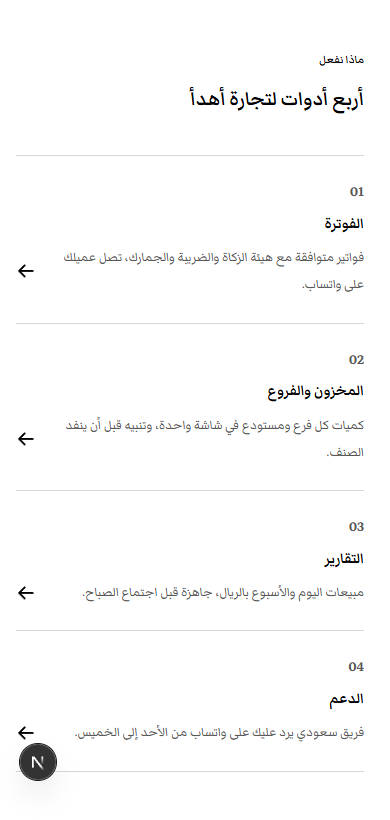 ماذا نفعل
أربع أدوات لتجارة أهدأ
01
الفوترة
فواتير متوافقة مع هيئة الزكاة والضريبة والجمارك، تصل عميلك
على واتساب.
02
المخزون والفروع
كميات كل فرع ومستودع في شاشة واحدة، وتنبيه قبل أن ينفد
الصنف.
03
التقارير
مبيعات اليوم والأسبوع بالريال، جاهزة قبل اجتماع الصباح.
04
الدعم
فريق سعودي يرد عليك على واتساب من الأحد إلى الخميس.
N